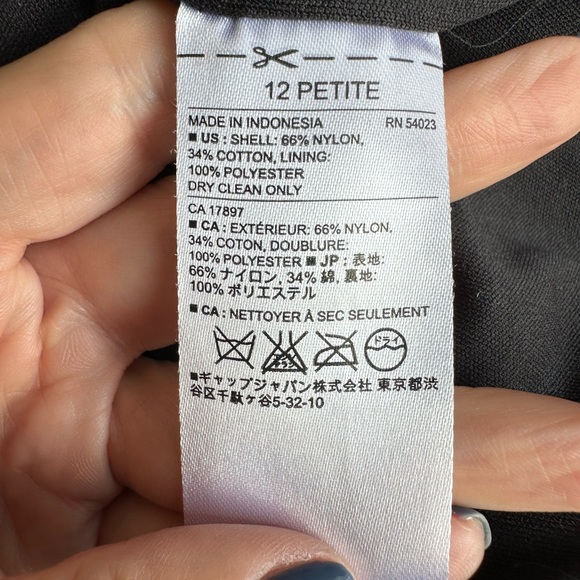 12 PETITE
MADE IN INDONESIA RN 54023
■ US : SHELL: 66% NYLON,
34% COTTON, LINING:
100% POLYESTER
DRY CLEAN ONLY
CA 17897
■ CA : EXTÉRIEUR: 66% NYLON,
34% COTON, DOUBLURE:
100% POLYESTER ■ JP : 表地:
66% ナイロン, 34% 綿, 裏地:
100% ポリエステル
■ CA : NETTOYER À SEC SEULEMENT
ドライ
■ギャップジャパン株式会社 東京都渋
谷区千駄ヶ谷5-32-10